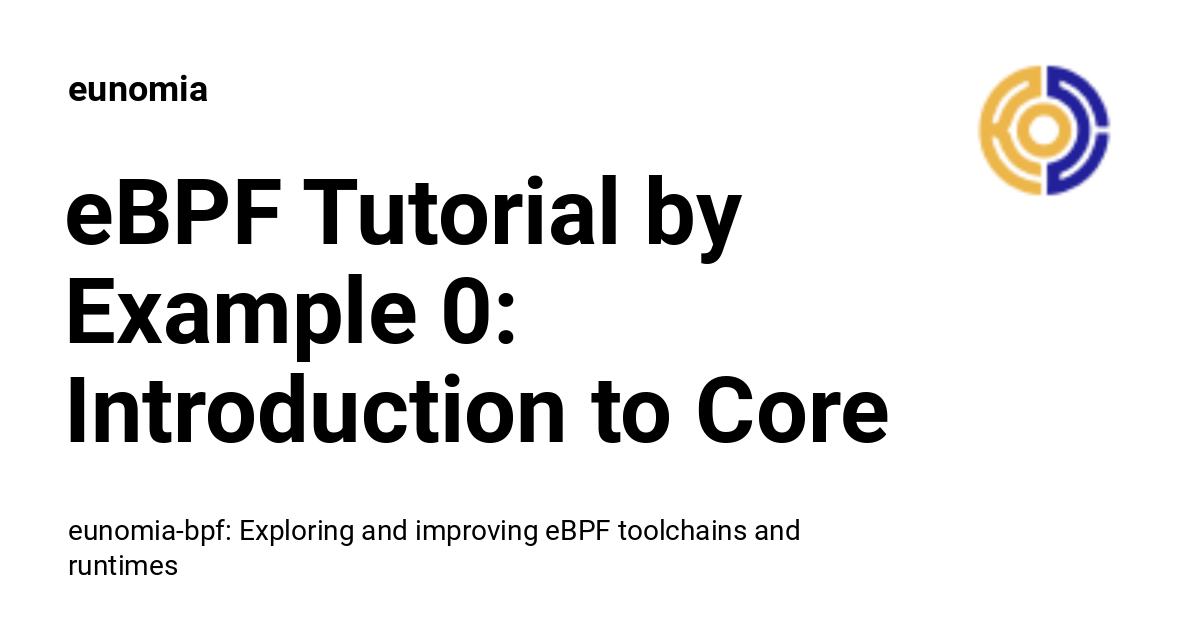 eunomia
eBPF Tutorial by
Example 0:
Introduction to Core
eunomia-bpf: Exploring and improving eBPF toolchains and
runtimes